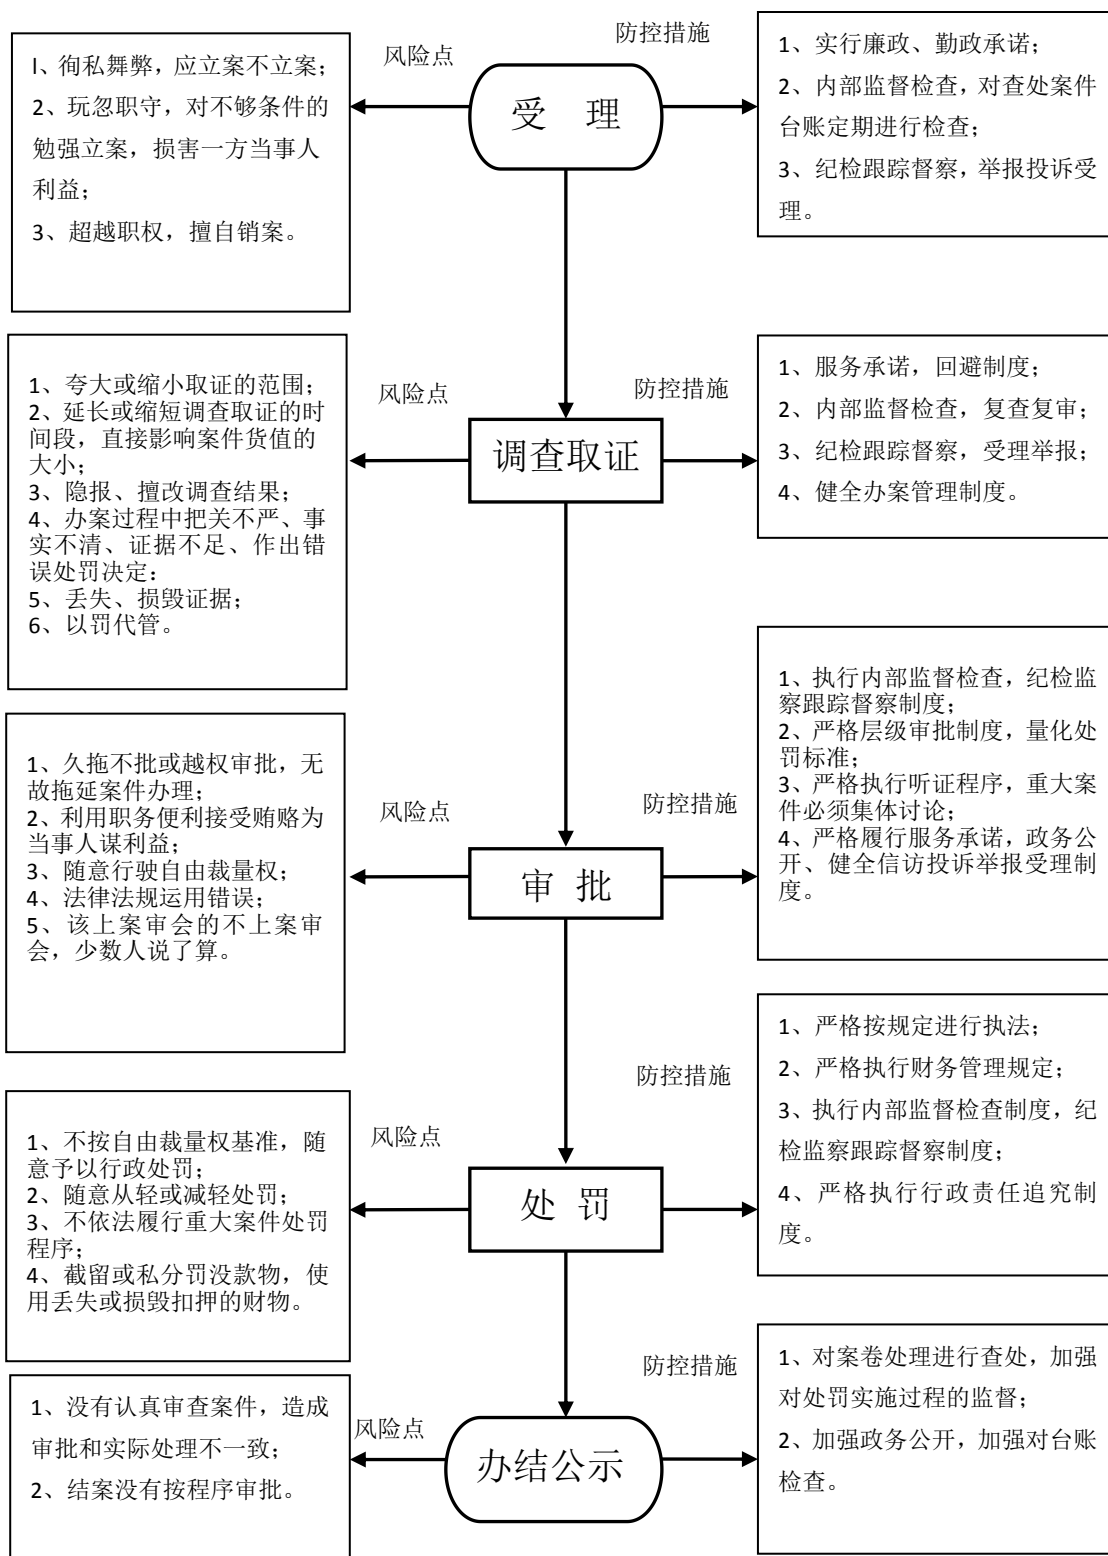 风险点
防控措施
I、徇私舞弊，应立案不立案；
2、玩忽职守，对不够条件的
勉强立案，损害一方当事人
利益；
3、超越职权，擅自销案。
受 理
1、实行廉政、勤政承诺；
2、内部监督检查，对查处案件
台账定期进行检查；
3、纪检跟踪督察，举报投诉受
理。
风险点
防控措施
1、夸大或缩小取证的范围；
2、延长或缩短调查取证的时
间段，直接影响案件货值的
大小；
3、隐报、擅改调查结果；
4、办案过程中把关不严、事
实不清、证据不足、作出错
误处罚决定：
5、丢失、损毁证据；
6、以罚代管。
调查取证
1、服务承诺，回避制度；
2、内部监督检查，复查复审；
3、纪检跟踪督察，受理举报；
4、健全办案管理制度。
风险点
防控措施
1、久拖不批或越权审批，无
故拖延案件办理；
2、利用职务便利接受贿赂为
当事人谋利益；
3、随意行驶自由裁量权；
4、法律法规运用错误；
5、该上案审会的不上案审
会，少数人说了算。
审 批
1、执行内部监督检查，纪检监
察跟踪督察制度；
2、严格层级审批制度，量化处
罚标准；
3、严格执行听证程序，重大案
件必须集体讨论；
4、严格履行服务承诺，政务公
开、健全信访投诉举报受理制
度。
风险点
防控措施
1、不按自由裁量权基准，随
意予以行政处罚；
2、随意从轻或减轻处罚；
3、不依法履行重大案件处罚
程序；
4、截留或私分罚没款物，使
用丢失或损毁扣押的财物。
处 罚
1、严格按规定进行执法；
2、严格执行财务管理规定；
3、执行内部监督检查制度，纪
检监察跟踪督察制度；
4、严格执行行政责任追究制
度。
风险点
防控措施
1、没有认真审查案件，造成
审批和实际处理不一致；
2、结案没有按程序审批。
办结公示
1、对案卷处理进行查处，加强
对处罚实施过程的监督；
2、加强政务公开，加强对台账
检查。